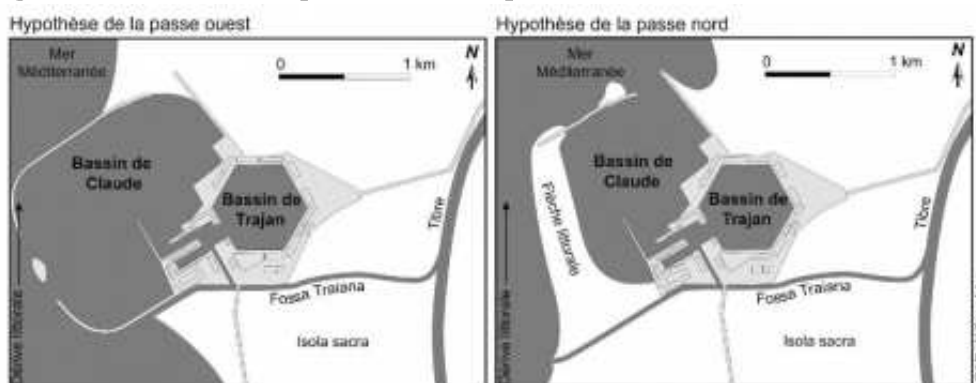 Hypothèse de la passe ouest
Mer
Méditerranée
0 1 km
N
Bassin de
Claude
Bassin de
Trajan
Tibre
Fossa Traiana
Isola sacra
Dérive littorale
Hypothèse de la passe nord
Mer
Méditerranée
0 1 km
N
Bassin de
Claude
Bassin de
Trajan
Flèche littorale
Tibre
Fossa Traiana
Isola sacra
Dérive littorale